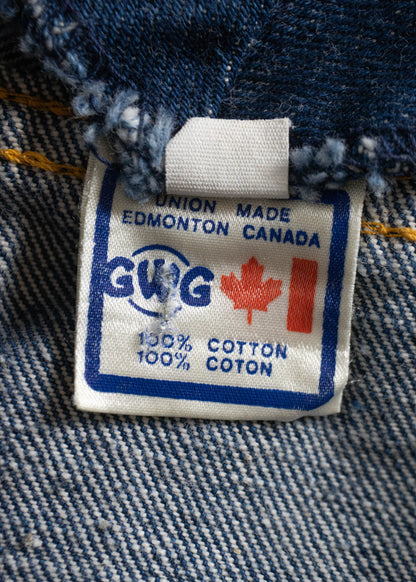 UNION MADE
EDMONTON CANADA
GWG
100% COTTON
100% COTON